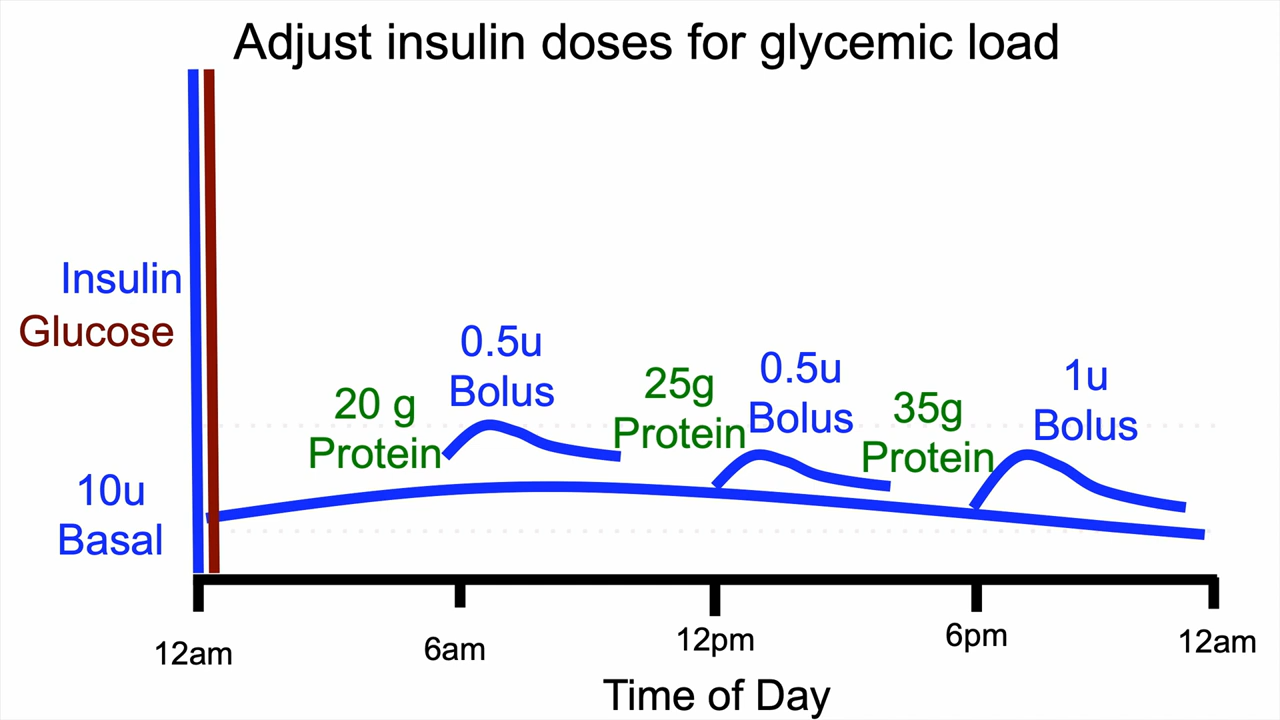 Adjust insulin doses for glycemic load
Insulin
Glucose
0.5u
Bolus
0.5u
Bolus
1u
Bolus
20 g
Protein
25g
Protein
35g
Protein
10u
Basal
12am
6am
12pm
6pm
12am
Time of Day